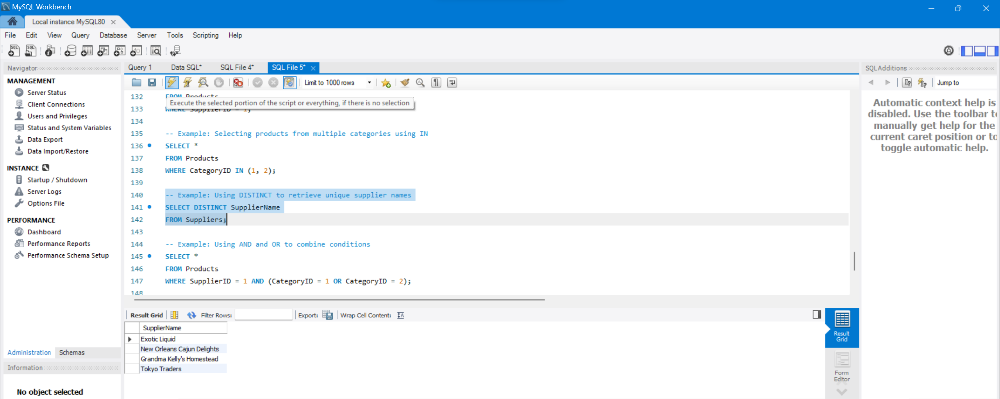 MySQL Workbench
Local instance MySQL80
File Edit View Query Database Server Tools Scripting Help
Navigator
MANAGEMENT
Server Status
Client Connections
Users and Privileges
Status and System Variables
Data Export
Data Import/Restore
INSTANCE
Startup / Shutdown
Server Logs
Options File
PERFORMANCE
Dashboard
Performance Reports
Performance Schema Setup
Administration Schemas
Information
No object selected
Query 1 Data SQL* SQL File 4* SQL File 5*
Limit to 1000 rows
132 FROM Products
Execute the selected portion of the script or everything, if there is no selection
133 WHERE SupplierID = 1;
134
135 -- Example: Selecting products from multiple categories using IN
136 SELECT *
137 FROM Products
138 WHERE CategoryID IN (1, 2);
139
140 -- Example: Using DISTINCT to retrieve unique supplier names
141 SELECT DISTINCT SupplierName
142 FROM Suppliers;
143
144 -- Example: Using AND and OR to combine conditions
145 SELECT *
146 FROM Products
147 WHERE SupplierID = 1 AND (CategoryID = 1 OR CategoryID = 2);
148
Result Grid Filter Rows: Export: Wrap Cell Content:
SupplierName
Exotic Liquid
New Orleans Cajun Delights
Grandma Kelly's Homestead
Tokyo Traders
Result
Grid
Form
Editor
SQLAdditions
Jump to
Automatic context help is
disabled. Use the toolbar to
manually get help for the
current caret position or to
toggle automatic help.